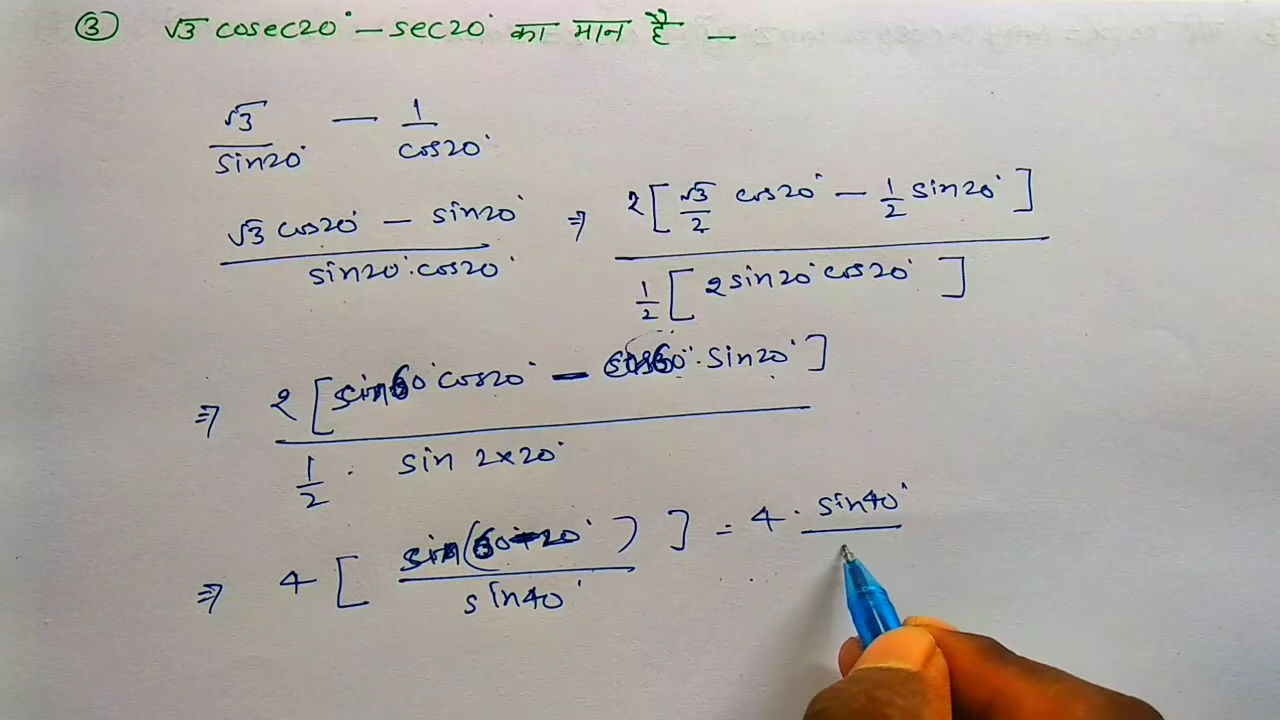 ③ √3 cosec20° - sec20° का मान है -
√3/sin20° - 1/cos20°
(√3 cos20° - sin20°)/(sin20°.cos20°) ⇒ 2[√3/2 cos20° - 1/2 sin20°] / 1/2[2sin20° cos20°]
⇒ 2[sin60° cos20° - cos60°.sin20°] / 1/2 . sin 2×20°
⇒ 4[sin(60-20°)/sin40°] = 4 . sin40°/